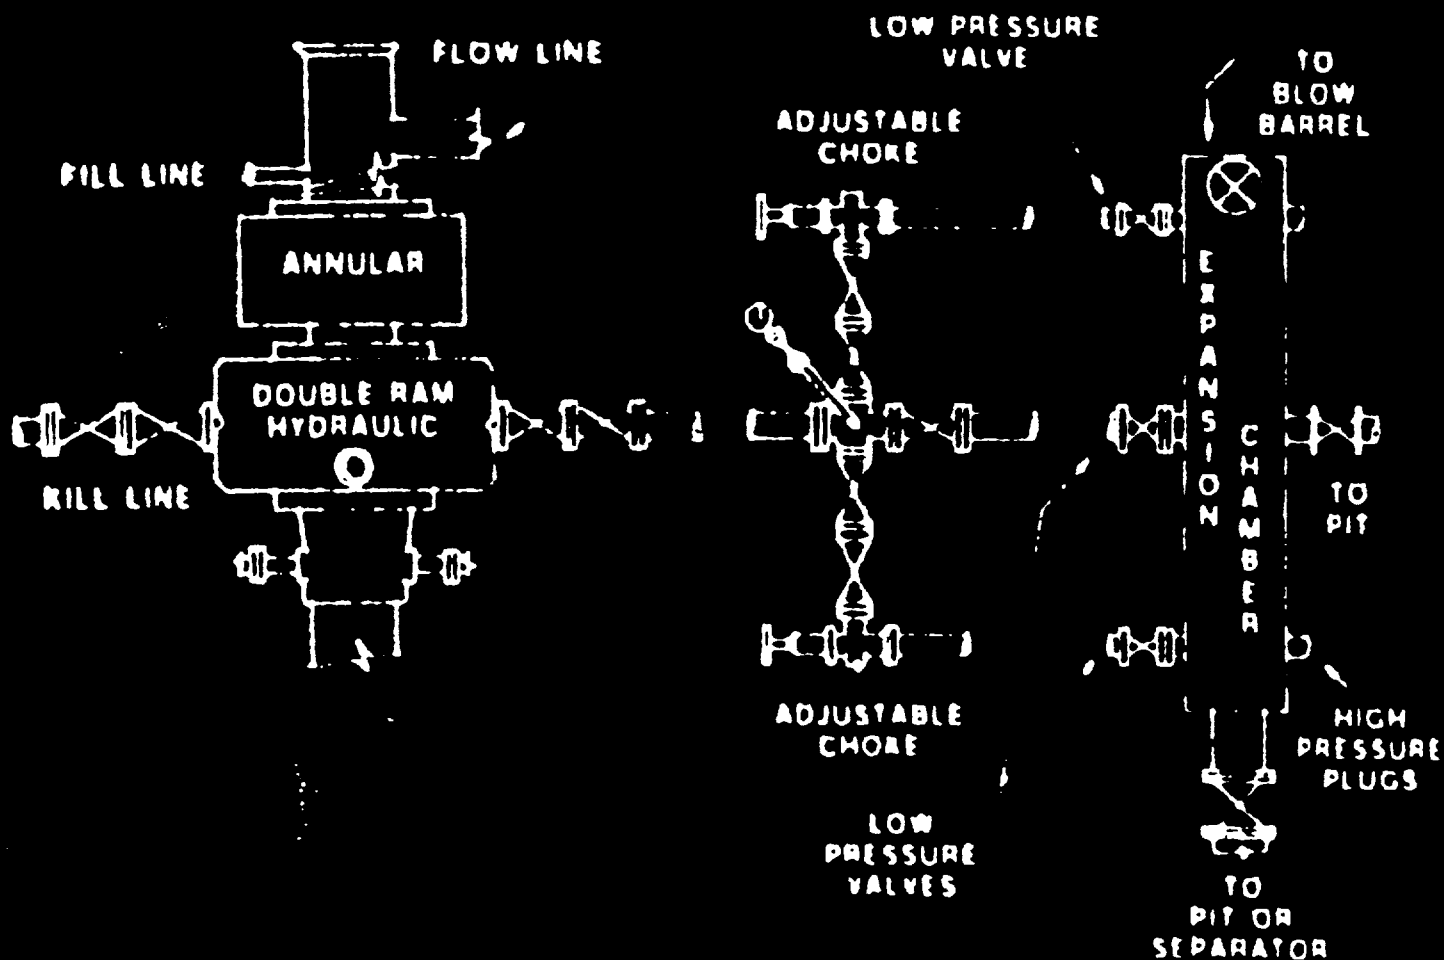 FLOW LINE
FILL LINE
ANNULAR
DOUBLE RAM
HYDRAULIC
KILL LINE
LOW PRESSURE
VALVE
ADJUSTABLE
CHOKE
TO
BLOW
BARREL
EXPANSION
CHAMBER
TO
PIT
ADJUSTABLE
CHOKE
HIGH
PRESSURE
PLUGS
LOW
PRESSURE
VALVES
TO
PIT OR
SEPARATOR